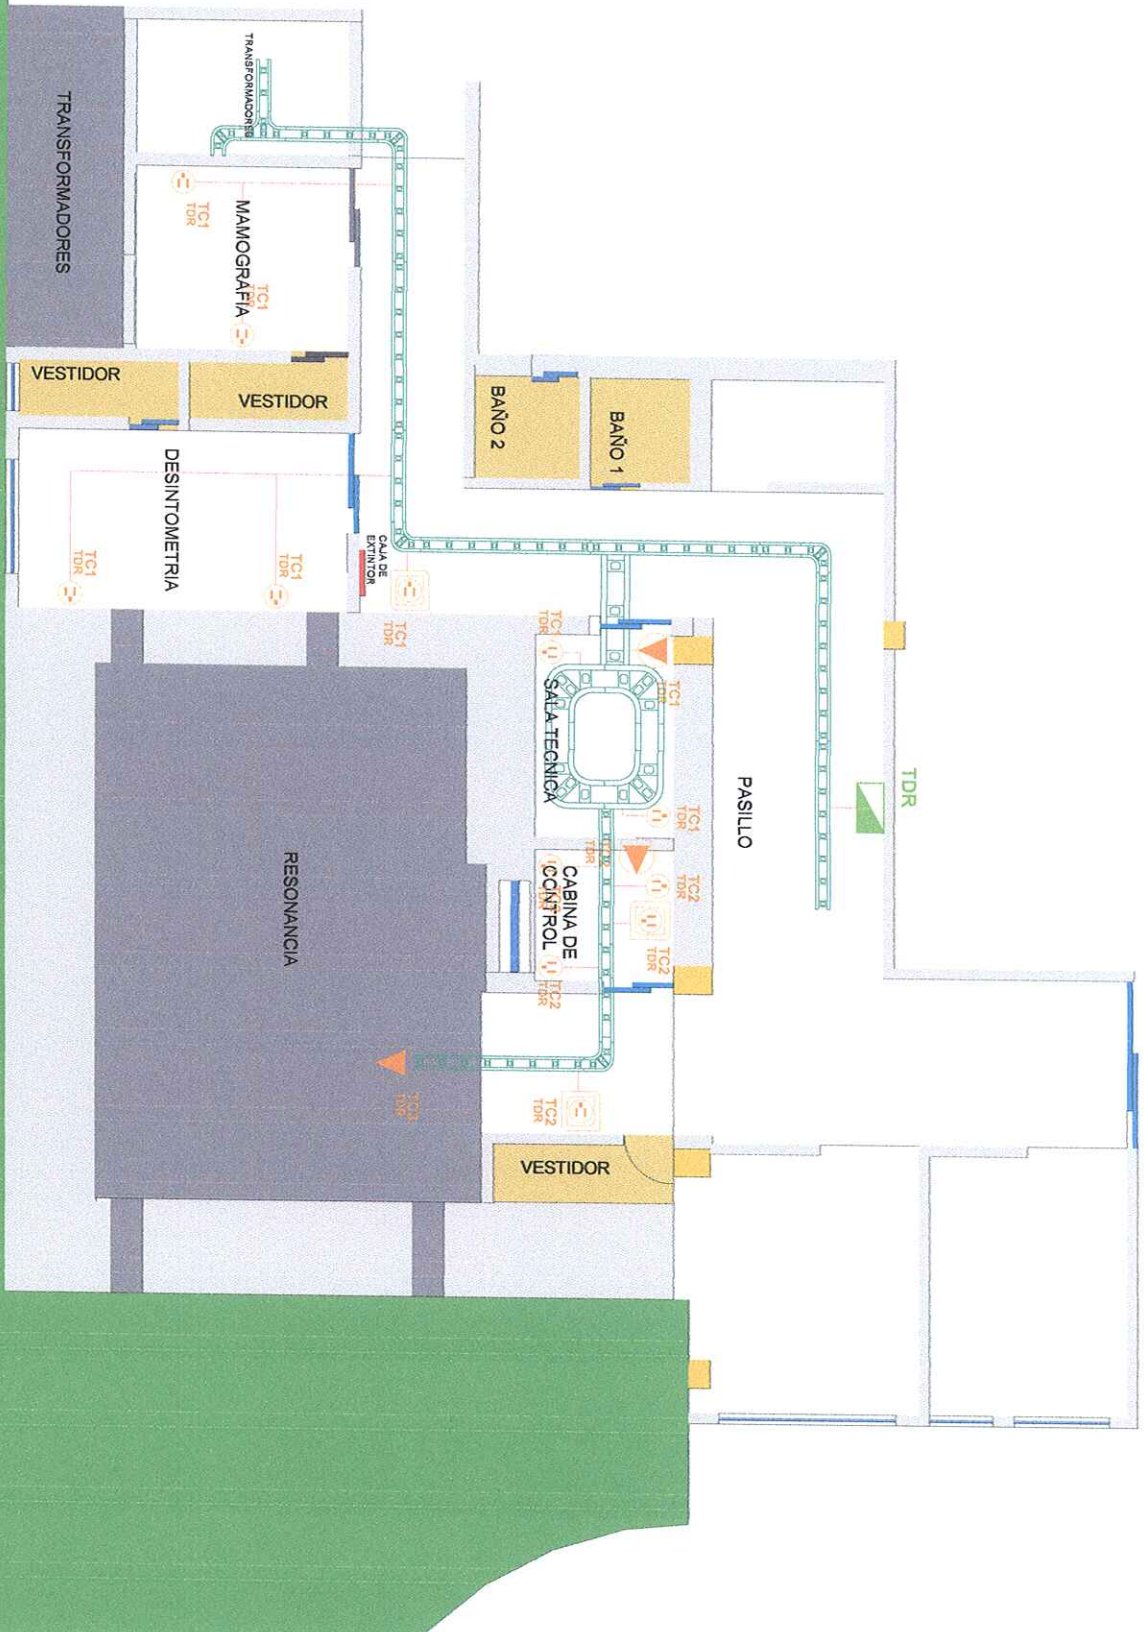 TRANSFORMADORES
TRANSFORMADORES
MAMOGRAFIA
TC1
TDR
TC1
TDR
VESTIDOR
VESTIDOR
BAÑO 2
BAÑO 1
DESINTOMETRIA
TC1
TDR
TC1
TDR
CAJA DE
EXTINTOR
TC1
TDR
TC1
TDR
TC1
TDR
SALA TECNICA
TC1
TDR
PASILLO
TDR
TDR
CABINA DE
CONTROL
TC2
TDR
TC2
TDR
TC2
TDR
RESONANCIA
TDR
TC2
TDR
VESTIDOR